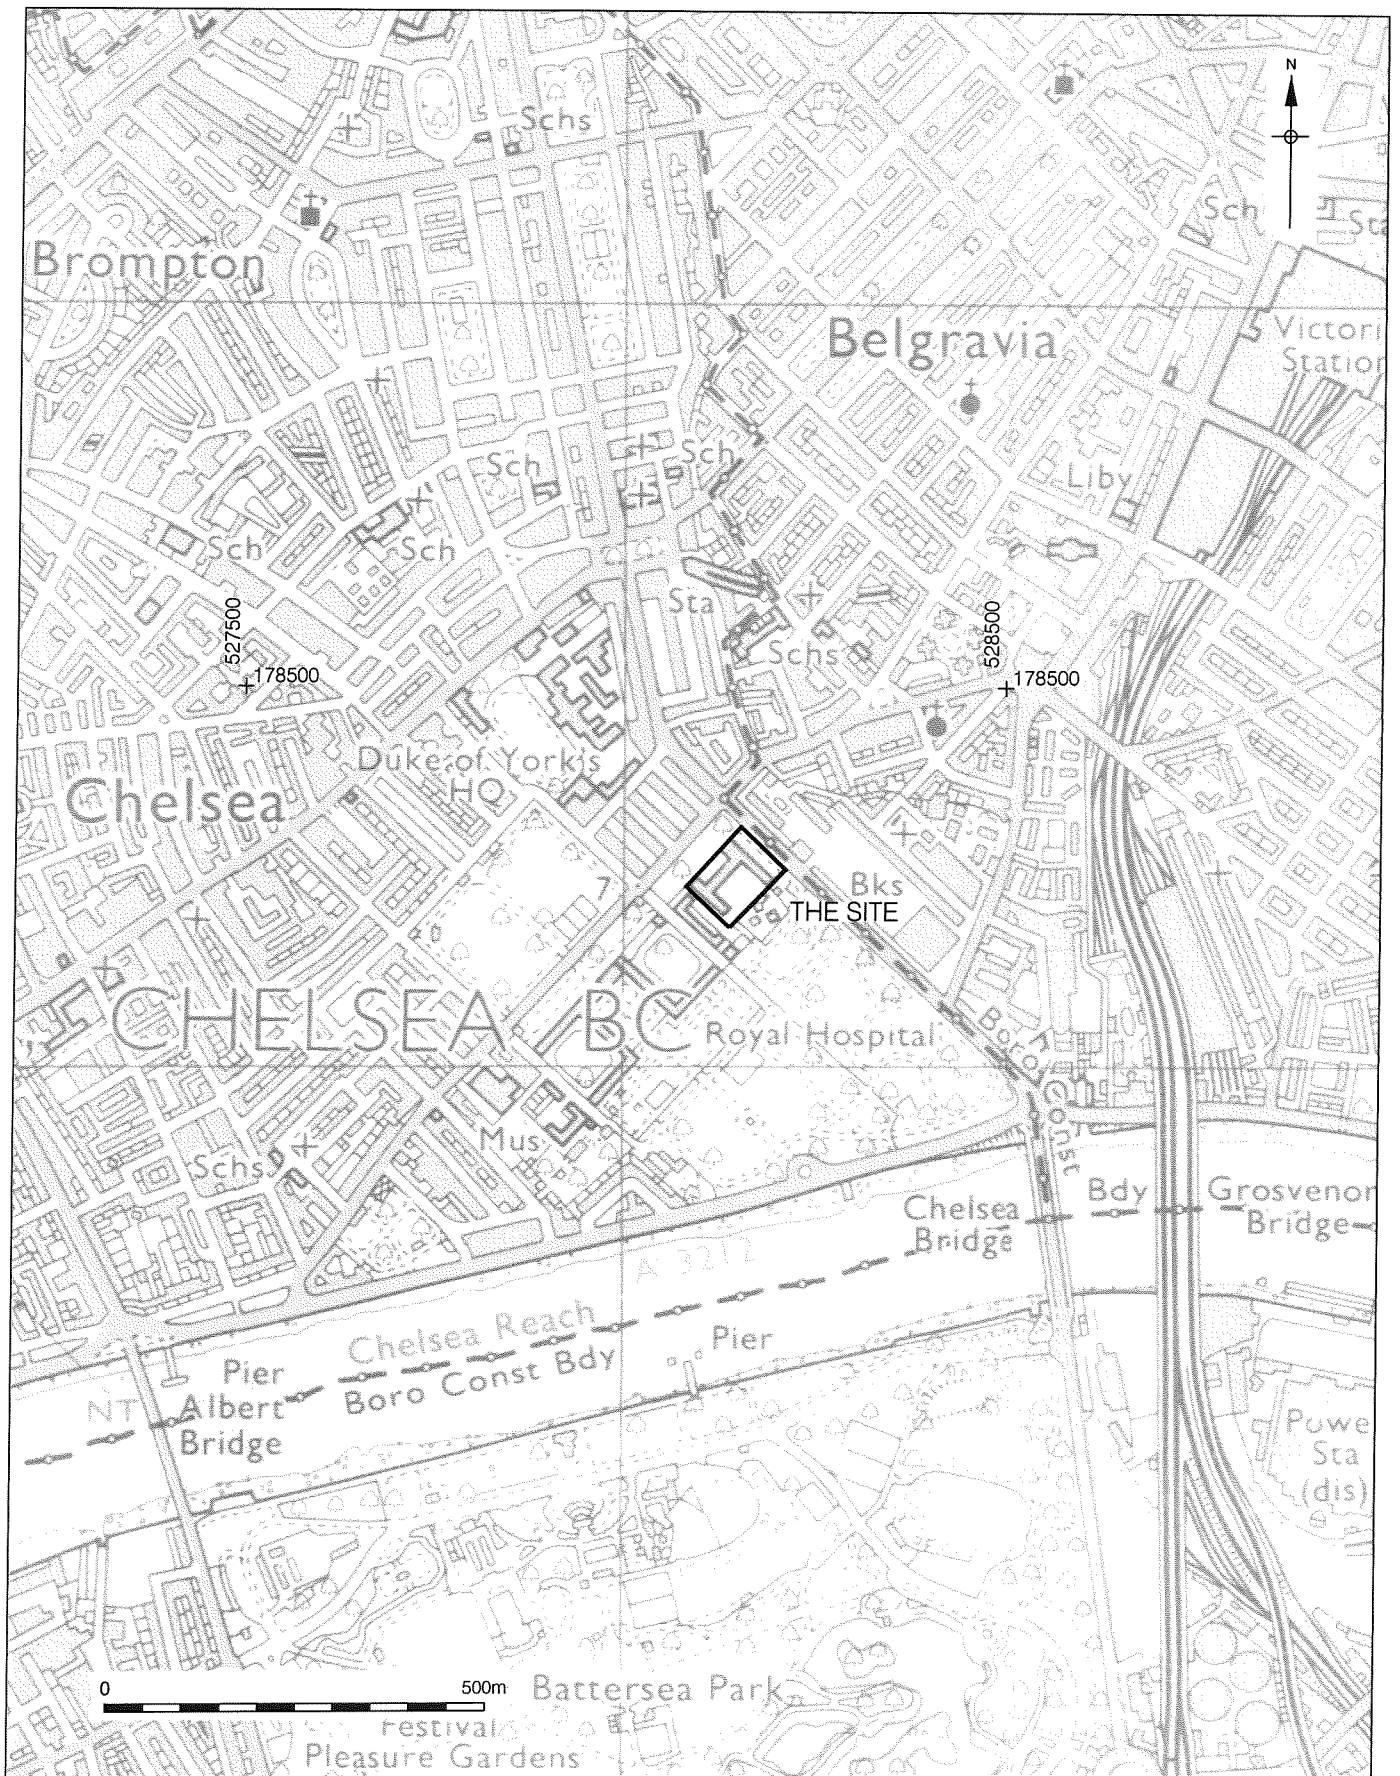 N
Schs
Sch
Brompton
Belgravia
Victori
Station
Sch
Sch
Liby
Sch
Sch
Sta
527500
178500
Schs
528500
178500
Duke of York's
HQ
Chelsea
Bks
THE SITE
CHELSEA BC
Royal Hospital
Boro Const
Mus
Schs
Bdy
Chelsea
Bridge
Grosvenor
Bridge
A 3212
Chelsea Reach
Boro Const Bdy
Pier
Pier
NT
Albert
Bridge
Powe
Sta
(dis)
0 500m
Battersea Park
Festival
Pleasure Gardens